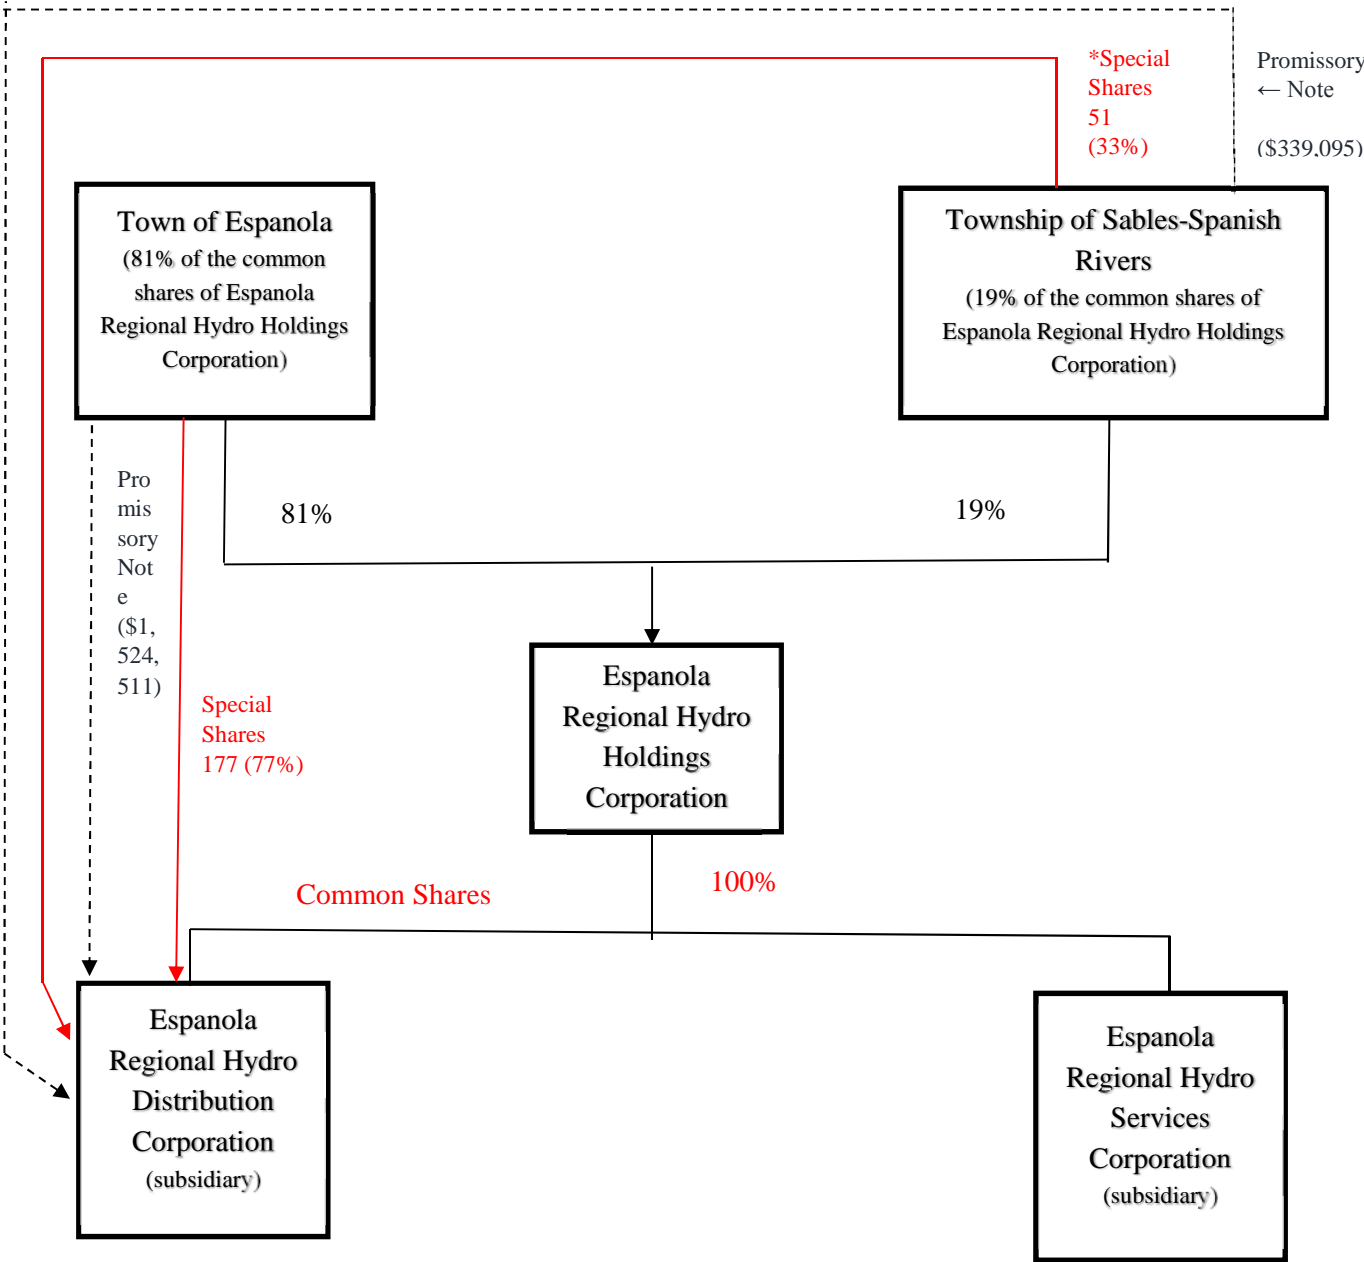 *Special
Shares
51
(33%)
Promissory
← Note
($339,095)
Town of Espanola
(81% of the common
shares of Espanola
Regional Hydro Holdings
Corporation)
Township of Sables-Spanish
Rivers
(19% of the common shares of
Espanola Regional Hydro Holdings
Corporation)
Pro
mis
sory
Not
e
($1,
524,
511)
81%
19%
Special
Shares
177 (77%)
Espanola
Regional Hydro
Holdings
Corporation
Common Shares
100%
Espanola
Regional Hydro
Distribution
Corporation
(subsidiary)
Espanola
Regional Hydro
Services
Corporation
(subsidiary)